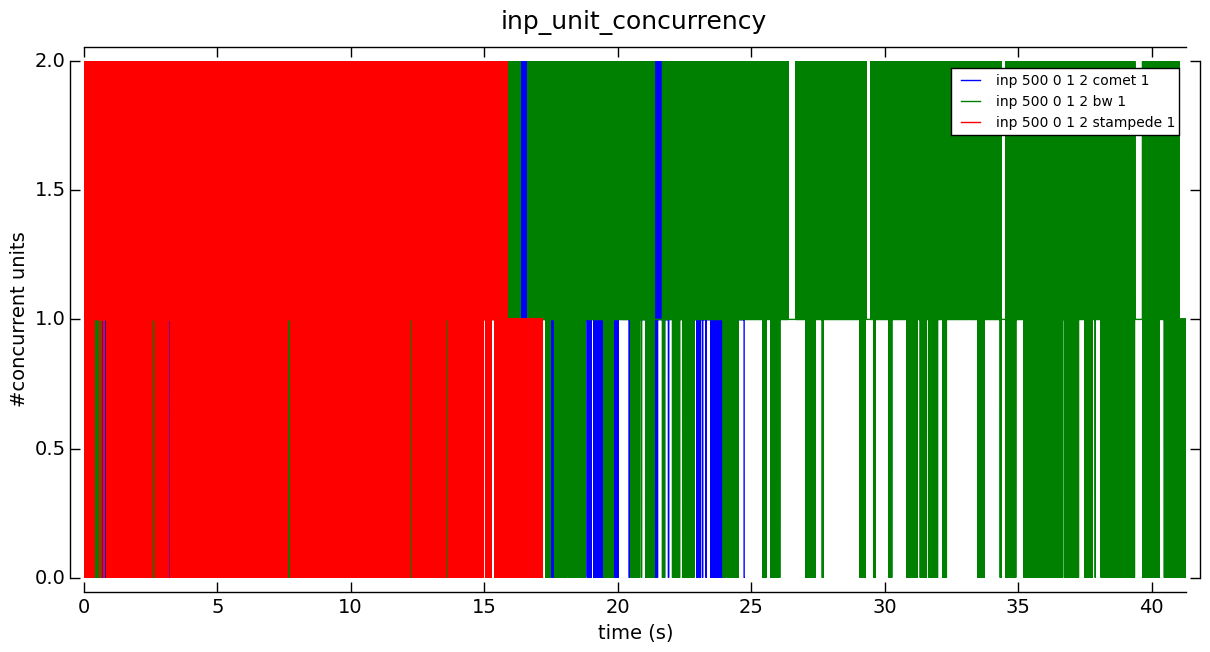 inp_unit_concurrency
inp 500 0 1 2 comet 1
inp 500 0 1 2 bw 1
inp 500 0 1 2 stampede 1
#concurrent units
2.0
1.5
1.0
0.5
0.0
0 5 10 15 20 25 30 35 40
time (s)